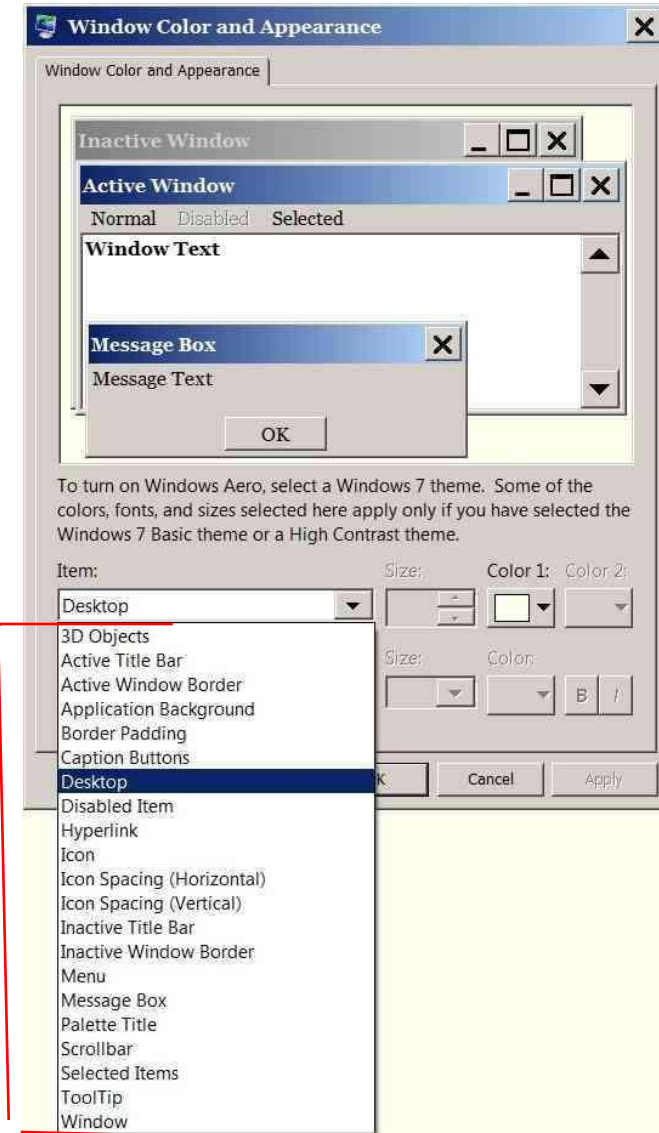 Window Color and Appearance
Window Color and Appearance
Inactive Window
Active Window
Normal Disabled Selected
Window Text
Message Box
Message Text
OK
To turn on Windows Aero, select a Windows 7 theme. Some of the
colors, fonts, and sizes selected here apply only if you have selected the
Windows 7 Basic theme or a High Contrast theme.
Item: Size: Color 1: Color 2:
Desktop
Size: Color:
B I
3D Objects
Active Title Bar
Active Window Border
Application Background
Border Padding
Caption Buttons
Desktop
Disabled Item
Hyperlink
Icon
Icon Spacing (Horizontal)
Icon Spacing (Vertical)
Inactive Title Bar
Inactive Window Border
Menu
Message Box
Palette Title
Scrollbar
Selected Items
ToolTip
Window
K Cancel Apply